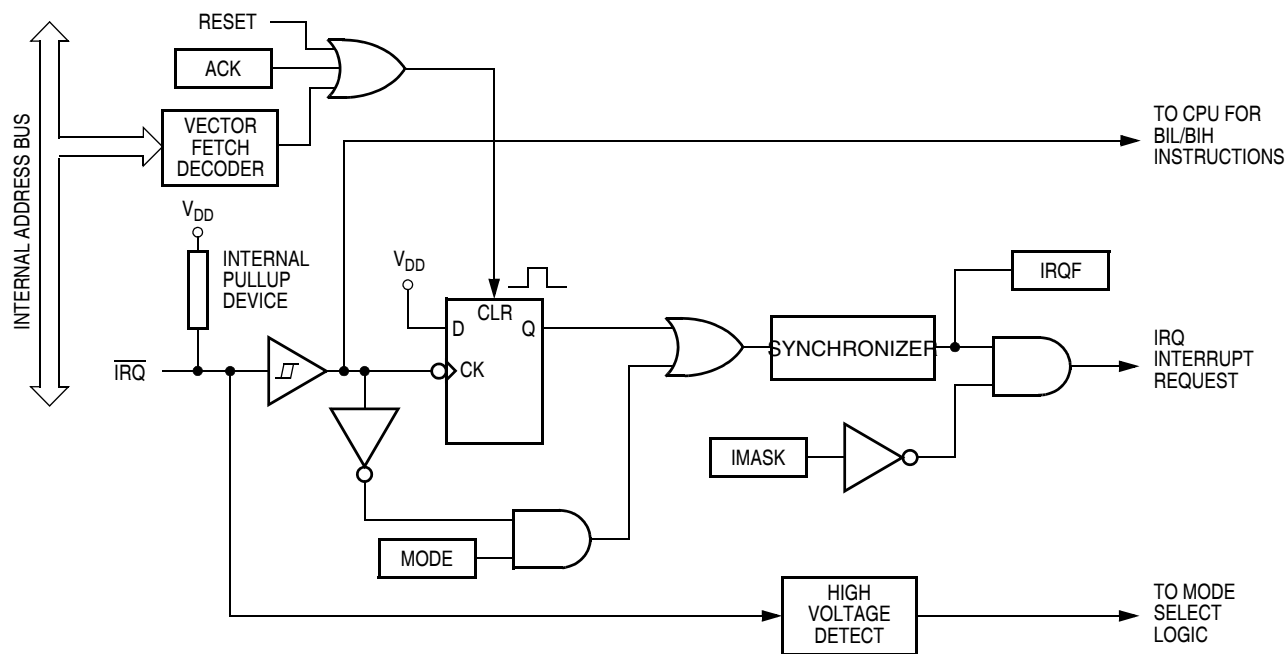 RESET
ACK
INTERNAL ADDRESS BUS
VECTOR
FETCH
DECODER
TO CPU FOR
BIL/BIH
INSTRUCTIONS
VDD
INTERNAL
PULLUP
DEVICE
VDD
CLR
D
Q
CK
IRQF
SYNCHRONIZER
IRQ
IRQ
INTERRUPT
REQUEST
IMASK
MODE
HIGH
VOLTAGE
DETECT
TO MODE
SELECT
LOGIC